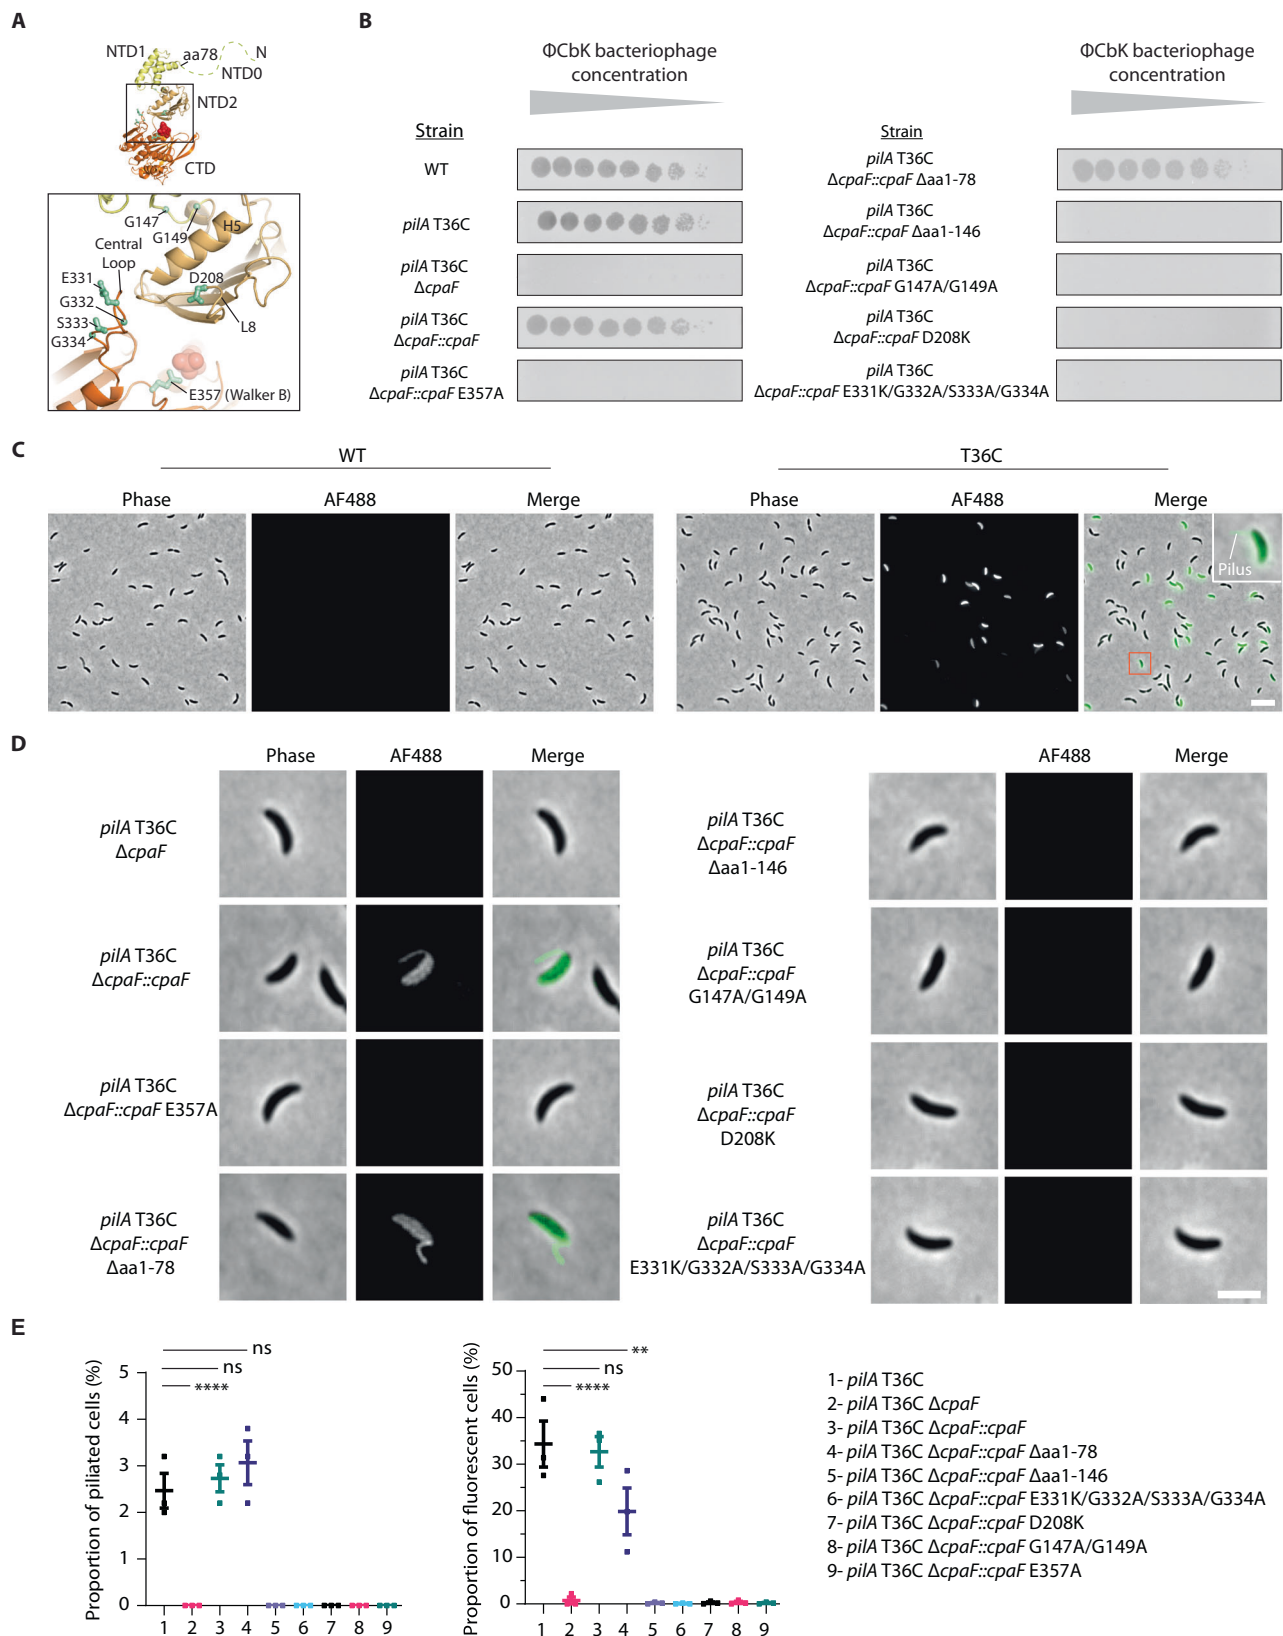 A
NTD1
aa78
N
NTD0
NTD2
CTD
G147
G149
H5
Central
Loop
E331
D208
G332
S333
G334
L8
E357 (Walker B)
B
ΦCbK bacteriophage
concentration
Strain
WT
pilA T36C
pilA T36C
ΔcpaF
pilA T36C
ΔcpaF::cpaF
pilA T36C
ΔcpaF::cpaF E357A
ΦCbK bacteriophage
concentration
Strain
pilA T36C
ΔcpaF::cpaF Δaa1-78
pilA T36C
ΔcpaF::cpaF Δaa1-146
pilA T36C
ΔcpaF::cpaF G147A/G149A
pilA T36C
ΔcpaF::cpaF D208K
pilA T36C
ΔcpaF::cpaF E331K/G332A/S333A/G334A
C
WT
T36C
Phase AF488 Merge
Phase AF488 Merge
Pilus
D
Phase AF488 Merge
pilA T36C
ΔcpaF
pilA T36C
ΔcpaF::cpaF
pilA T36C
ΔcpaF::cpaF E357A
pilA T36C
ΔcpaF::cpaF
Δaa1-78
AF488 Merge
pilA T36C
ΔcpaF::cpaF
Δaa1-146
pilA T36C
ΔcpaF::cpaF
G147A/G149A
pilA T36C
ΔcpaF::cpaF
D208K
pilA T36C
ΔcpaF::cpaF
E331K/G332A/S333A/G334A
E
Proportion of piliated cells (%)
5
4
3
2
1
0
ns
ns
****
1 2 3 4 5 6 7 8 9
Proportion of fluorescent cells (%)
50
40
30
20
10
0
**
ns
****
1 2 3 4 5 6 7 8 9
1- pilA T36C
2- pilA T36C ΔcpaF
3- pilA T36C ΔcpaF::cpaF
4- pilA T36C ΔcpaF::cpaF Δaa1-78
5- pilA T36C ΔcpaF::cpaF Δaa1-146
6- pilA T36C ΔcpaF::cpaF E331K/G332A/S333A/G334A
7- pilA T36C ΔcpaF::cpaF D208K
8- pilA T36C ΔcpaF::cpaF G147A/G149A
9- pilA T36C ΔcpaF::cpaF E357A